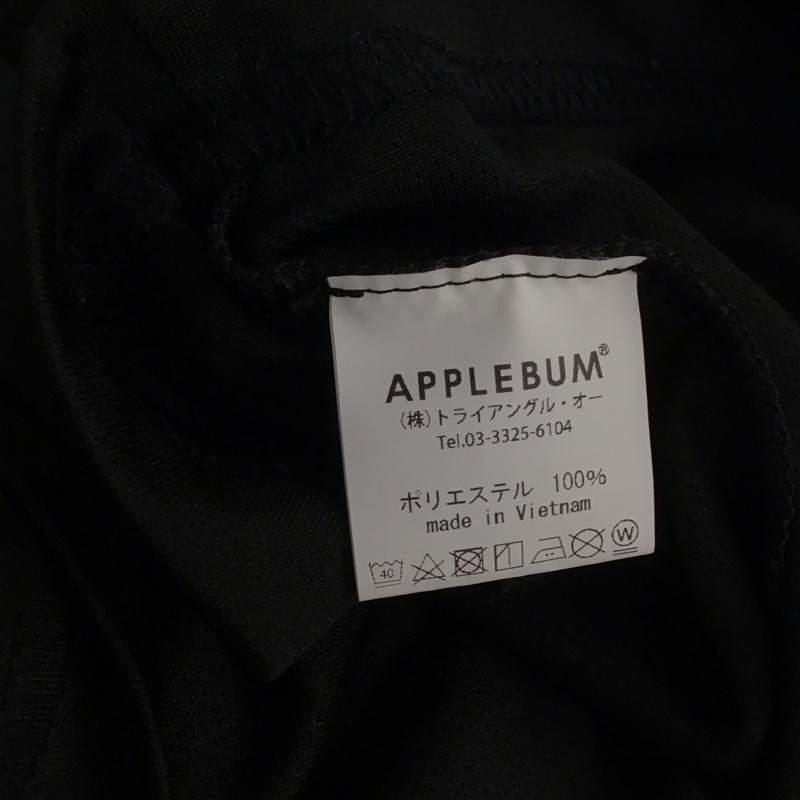 APPLEBUM®
（株）トライアングル・オー
Tel.03-3325-6104
ポリエステル 100%
made in Vietnam
40 W